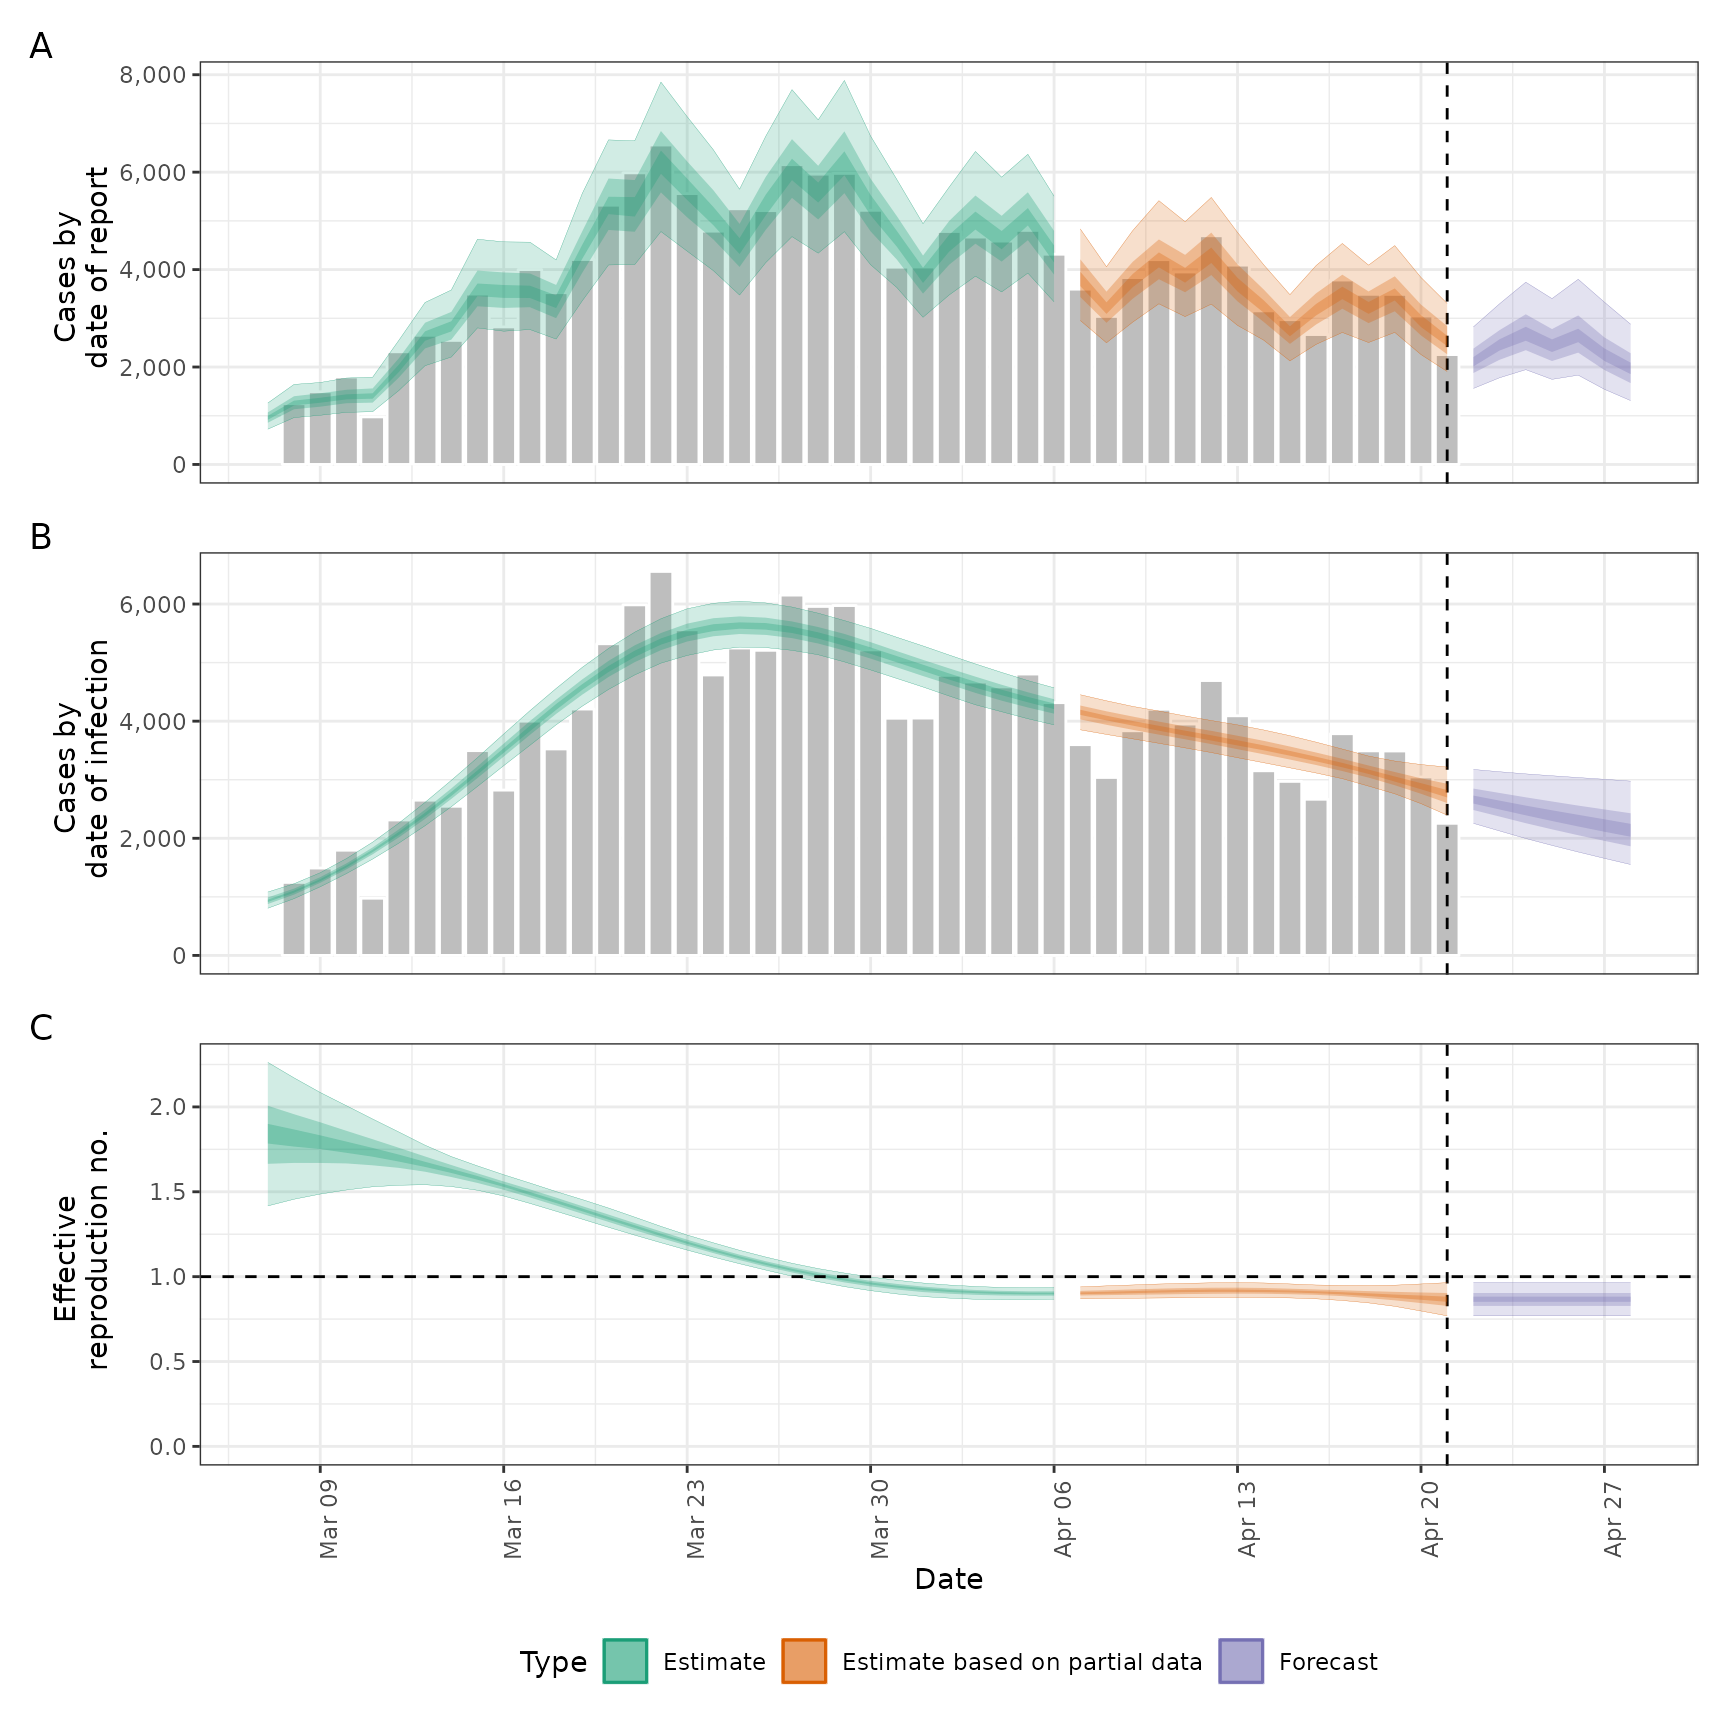 A
8,000
6,000
4,000
2,000
0
Cases by
date of report
B
6,000
4,000
2,000
0
Cases by
date of infection
C
2.0
1.5
1.0
0.5
0.0
Effective
reproduction no.
Mar 09
Mar 16
Mar 23
Mar 30
Apr 06
Apr 13
Apr 20
Apr 27
Date
Type
Estimate
Estimate based on partial data
Forecast